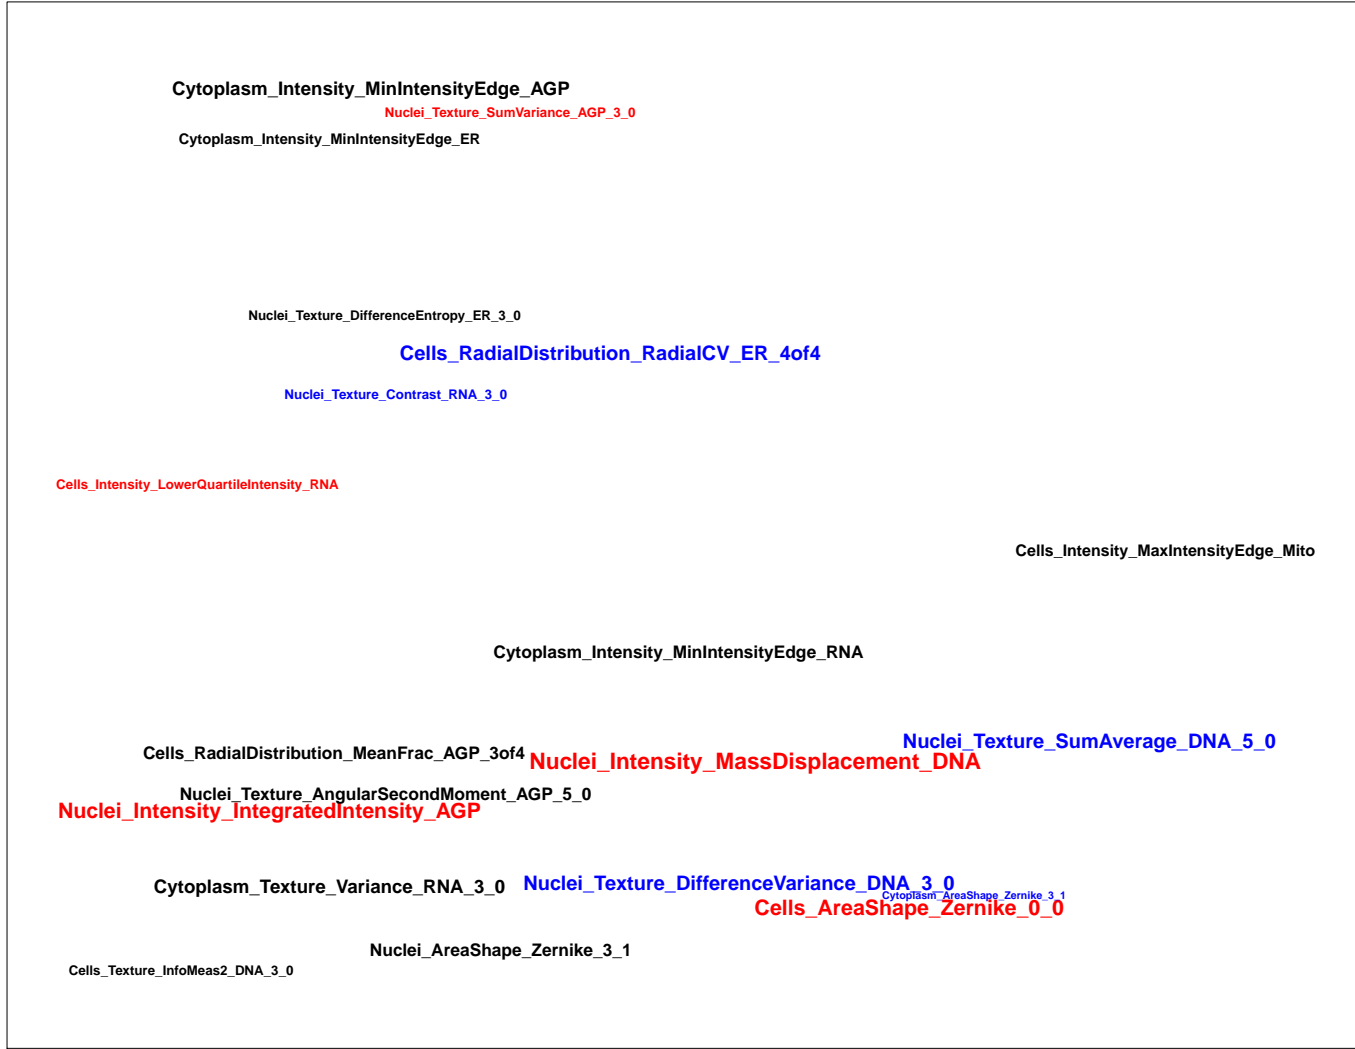 Cytoplasm_Intensity_MinIntensityEdge_AGP
Nuclei_Texture_SumVariance_AGP_3_0
Cytoplasm_Intensity_MinIntensityEdge_ER
Nuclei_Texture_DifferenceEntropy_ER_3_0
Cells_RadialDistribution_RadialCV_ER_4of4
Nuclei_Texture_Contrast_RNA_3_0
Cells_Intensity_LowerQuartileIntensity_RNA
Cells_Intensity_MaxIntensityEdge_Mito
Cytoplasm_Intensity_MinIntensityEdge_RNA
Nuclei_Texture_SumAverage_DNA_5_0
Cells_RadialDistribution_MeanFrac_AGP_3of4
Nuclei_Intensity_MassDisplacement_DNA
Nuclei_Texture_AngularSecondMoment_AGP_5_0
Nuclei_Intensity_IntegratedIntensity_AGP
Cytoplasm_Texture_Variance_RNA_3_0
Nuclei_Texture_DifferenceVariance_DNA_3_0
Cytoplasm_AreaShape_Zernike_3_1
Cells_AreaShape_Zernike_0_0
Nuclei_AreaShape_Zernike_3_1
Cells_Texture_InfoMeas2_DNA_3_0